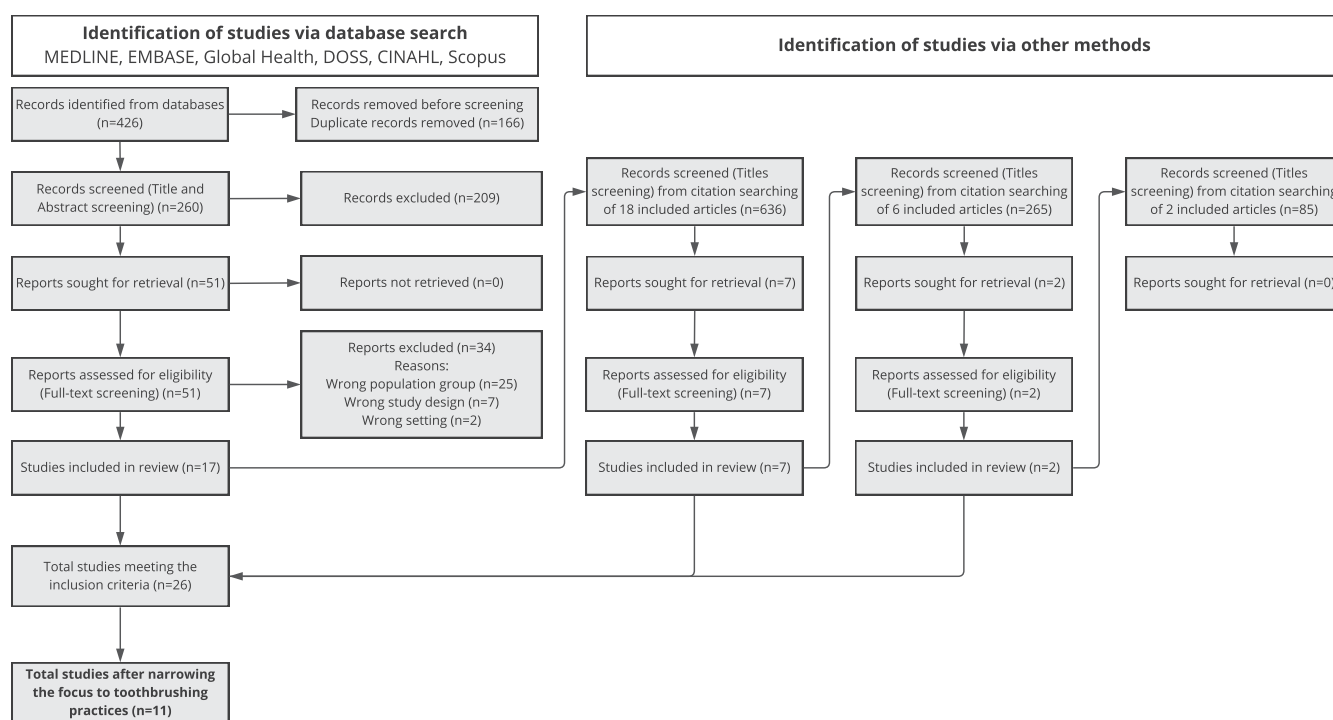 Identification of studies via database search
MEDLINE, EMBASE, Global Health, DOSS, CINAHL, Scopus
Identification of studies via other methods
Records identified from databases
(n=426)
Records removed before screening
Duplicate records removed (n=166)
Records screened (Title and
Abstract screening) (n=260)
Records excluded (n=209)
Reports sought for retrieval (n=51)
Reports not retrieved (n=0)
Reports assessed for eligibility
(Full-text screening) (n=51)
Reports excluded (n=34)
Reasons:
Wrong population group (n=25)
Wrong study design (n=7)
Wrong setting (n=2)
Studies included in review (n=17)
Records screened (Titles
screening) from citation searching
of 18 included articles (n=636)
Reports sought for retrieval (n=7)
Reports assessed for eligibility
(Full-text screening) (n=7)
Studies included in review (n=7)
Records screened (Titles
screening) from citation searching
of 6 included articles (n=265)
Reports sought for retrieval (n=2)
Reports assessed for eligibility
(Full-text screening) (n=2)
Studies included in review (n=2)
Records screened (Titles
screening) from citation searching
of 2 included articles (n=85)
Reports sought for retrieval (n=0)
Total studies meeting the
inclusion criteria (n=26)
Total studies after narrowing
the focus to toothbrushing
practices (n=11)